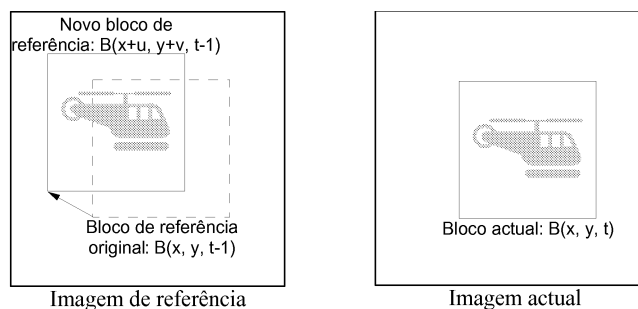 Novo bloco de
referência: B(x+u, y+v, t-1)
Bloco de referência
original: B(x, y, t-1)
Imagem de referência
Bloco actual: B(x, y, t)
Imagem actual